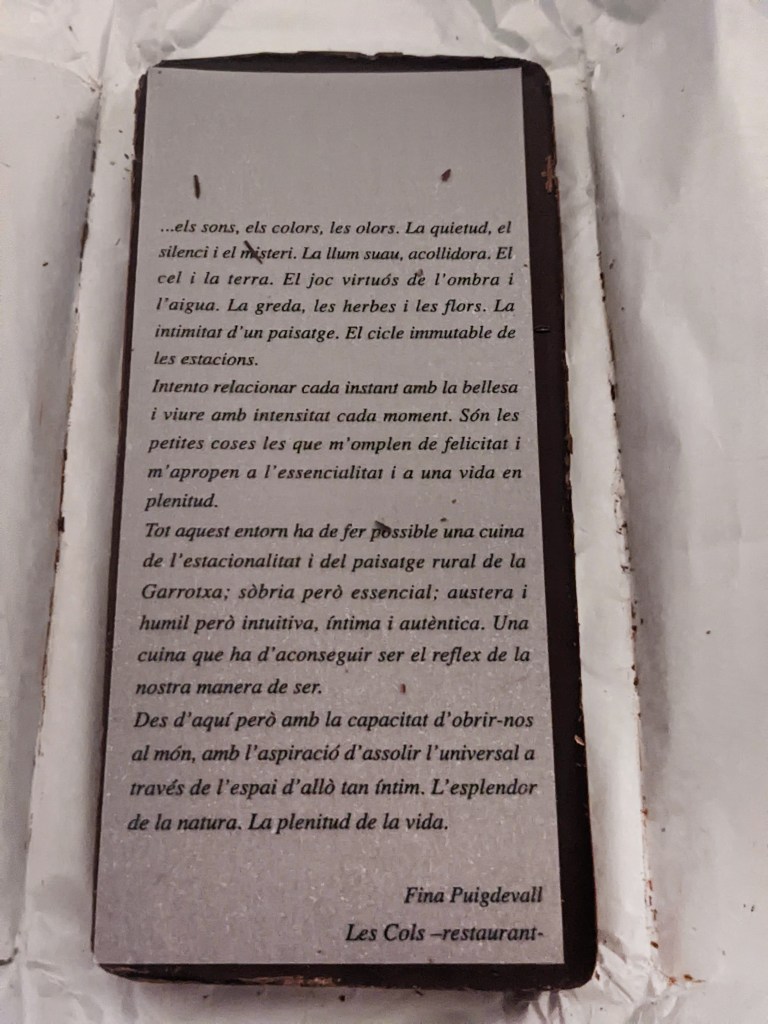 ...els sons, els colors, les olors. La quietud, el
silenci i el misteri. La llum suau, acollidora. El
cel i la terra. El joc virtuós de l'ombra i
l'aigua. La greda, les herbes i les flors. La
intimitat d'un paisatge. El cicle immutable de
les estacions.
Intento relacionar cada instant amb la bellesa
i viure amb intensitat cada moment. Són les
petites coses les que m'omplen de felicitat i
m'apropen a l'essencialitat i a una vida en
plenitud.
Tot aquest entorn ha de fer possible una cuina
de l'estacionalitat i del paisatge rural de la
Garrotxa; sòbria però essencial; austera i
humil però intuitiva, íntima i autèntica. Una
cuina que ha d'aconseguir ser el reflex de la
nostra manera de ser.
Des d'aquí però amb la capacitat d'obrir-nos
al món, amb l'aspiració d'assolir l'universal a
través de l'espai d'allò tan íntim. L'esplendor
de la natura. La plenitud de la vida.
Fina Puigdevall
Les Cols –restaurant-